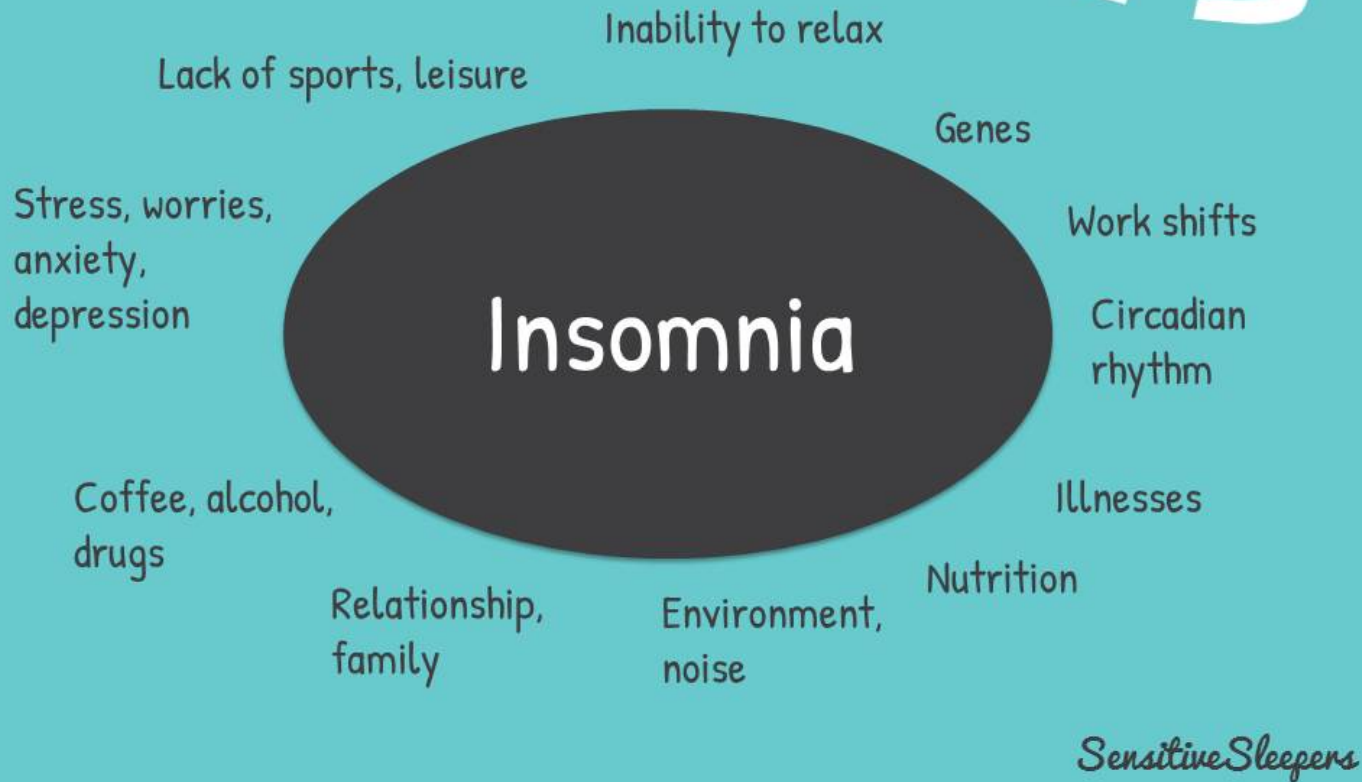 Inability to relax
Lack of sports, leisure
Genes
Stress, worries,
anxiety,
depression
Work shifts
Insomnia
Circadian
rhythm
Coffee, alcohol,
drugs
Illnesses
Nutrition
Relationship,
family
Environment,
noise
SensitiveSleepers